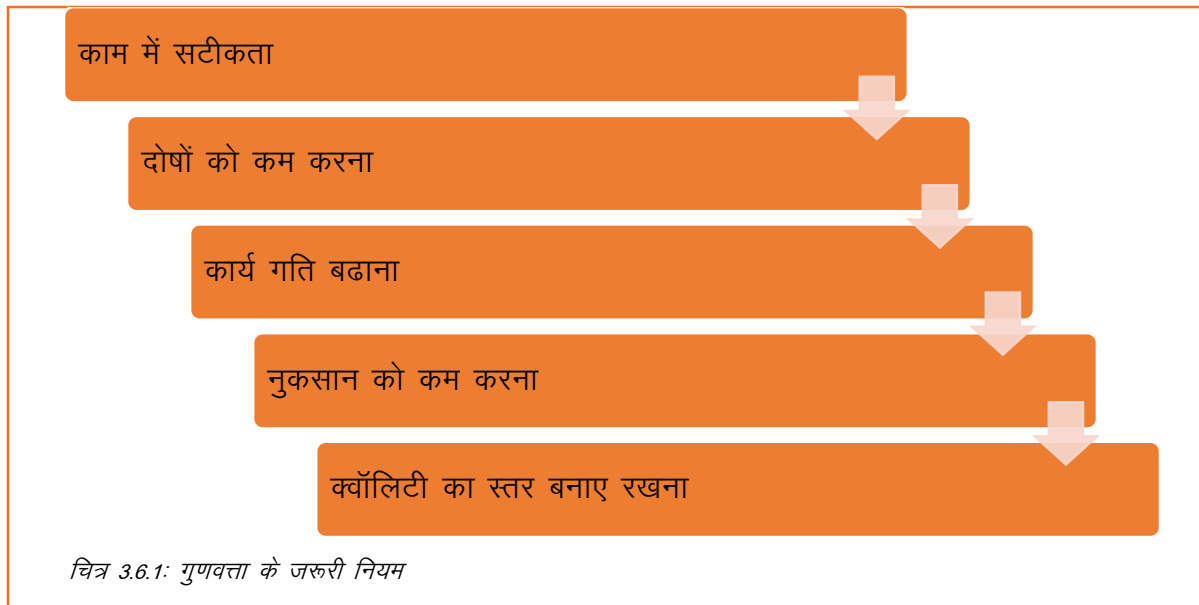 काम में सटीकता
दोषों को कम करना
कार्य गति बढाना
नुकसान को कम करना
क्वॉलिटी का स्तर बनाए रखना
चित्र 3.6.1: गुणवत्ता के जरूरी नियम